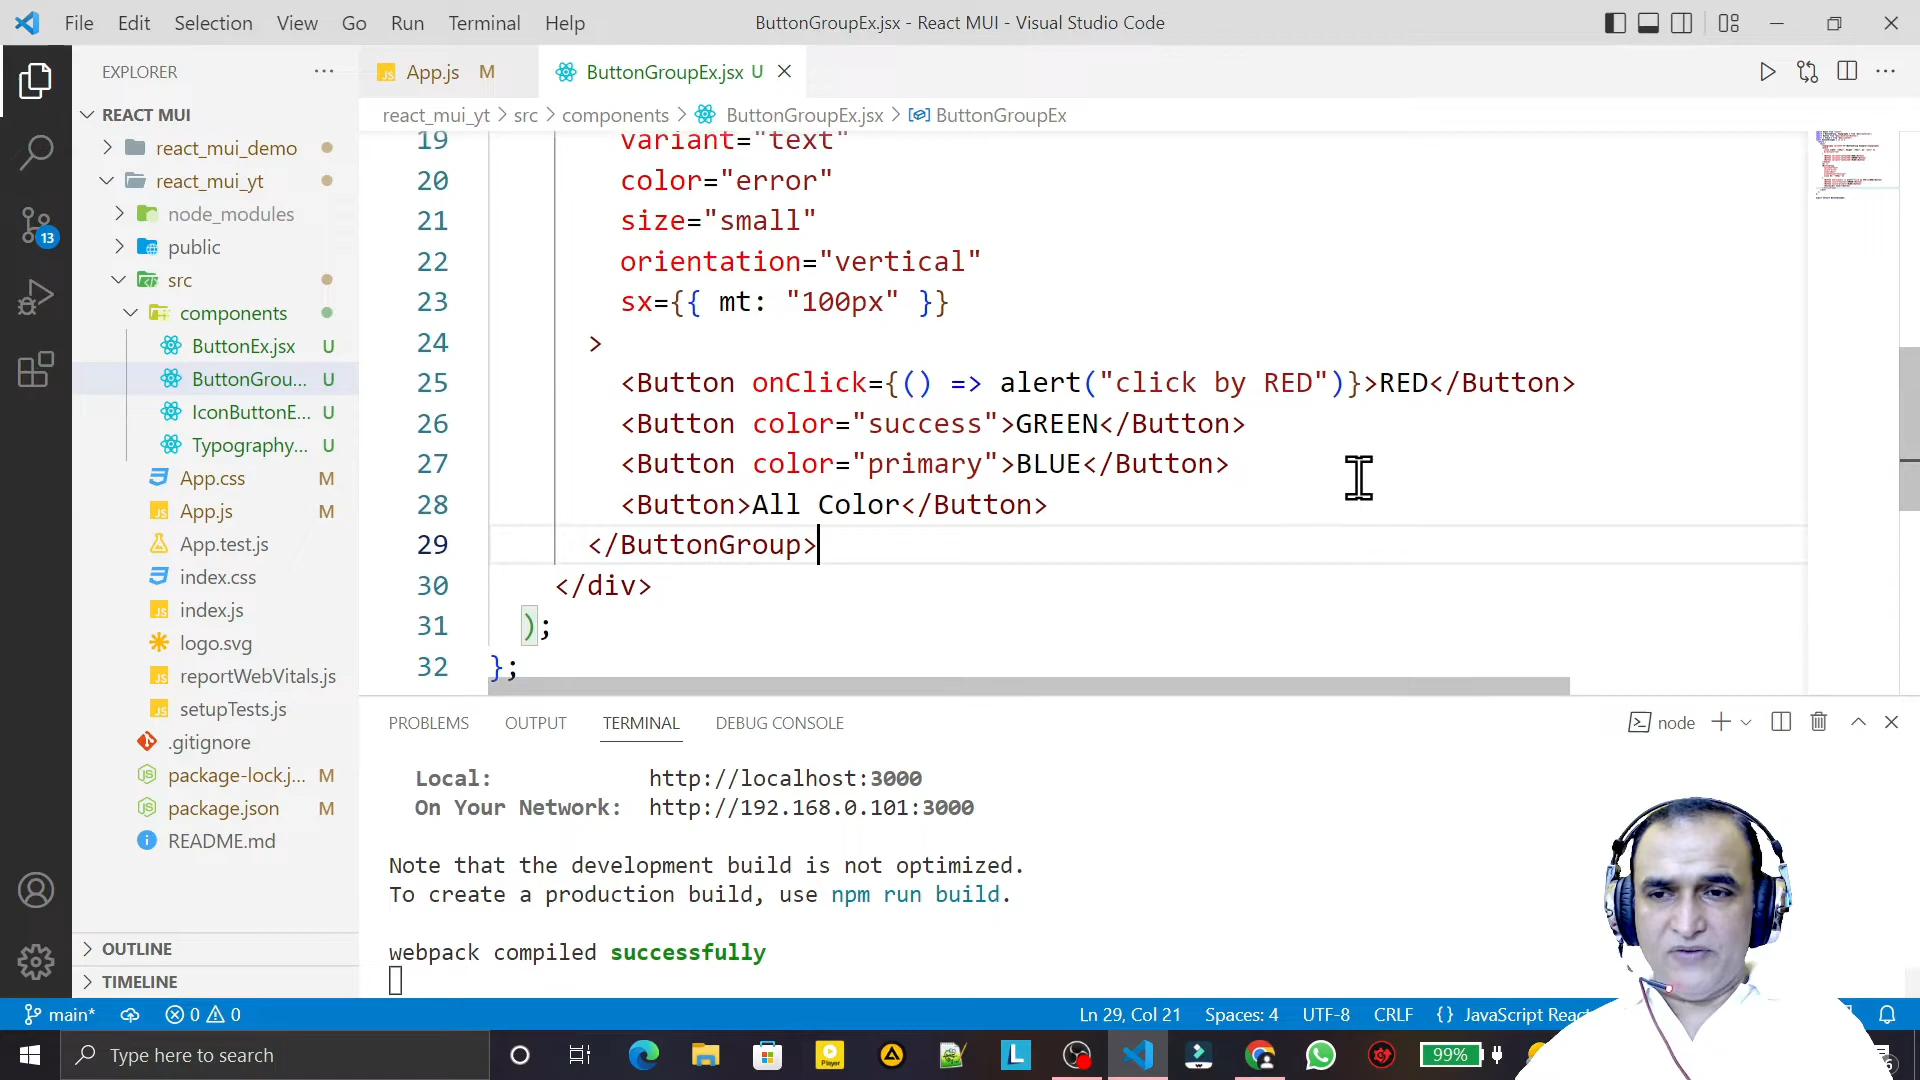 File Edit Selection View Go Run Terminal Help
ButtonGroupEx.jsx - React MUI - Visual Studio Code
EXPLORER
REACT MUI
react_mui_demo
react_mui_yt
node_modules
public
src
components
ButtonEx.jsx U
ButtonGrou... U
IconButtonE... U
Typography... U
App.css M
App.js M
App.test.js
index.css
index.js
logo.svg
reportWebVitals.js
setupTests.js
.gitignore
package-lock.j... M
package.json M
README.md
OUTLINE
TIMELINE
App.js M
ButtonGroupEx.jsx U
react_mui_yt > src > components > ButtonGroupEx.jsx > ButtonGroupEx
19 variant="text"
20 color="error"
21 size="small"
22 orientation="vertical"
23 sx={{ mt: "100px" }}
24 >
25 <Button onClick={() => alert("click by RED")}>RED</Button>
26 <Button color="success">GREEN</Button>
27 <Button color="primary">BLUE</Button>
28 <Button>All Color</Button>
29 </ButtonGroup>
30 </div>
31 );
32 };
PROBLEMS OUTPUT TERMINAL DEBUG CONSOLE
node
Local: http://localhost:3000
On Your Network: http://192.168.0.101:3000
Note that the development build is not optimized.
To create a production build, use npm run build.
webpack compiled successfully
13
main* 0 0
Ln 29, Col 21 Spaces: 4 UTF-8 CRLF {} JavaScript Reac
Type here to search
Player
L
99%